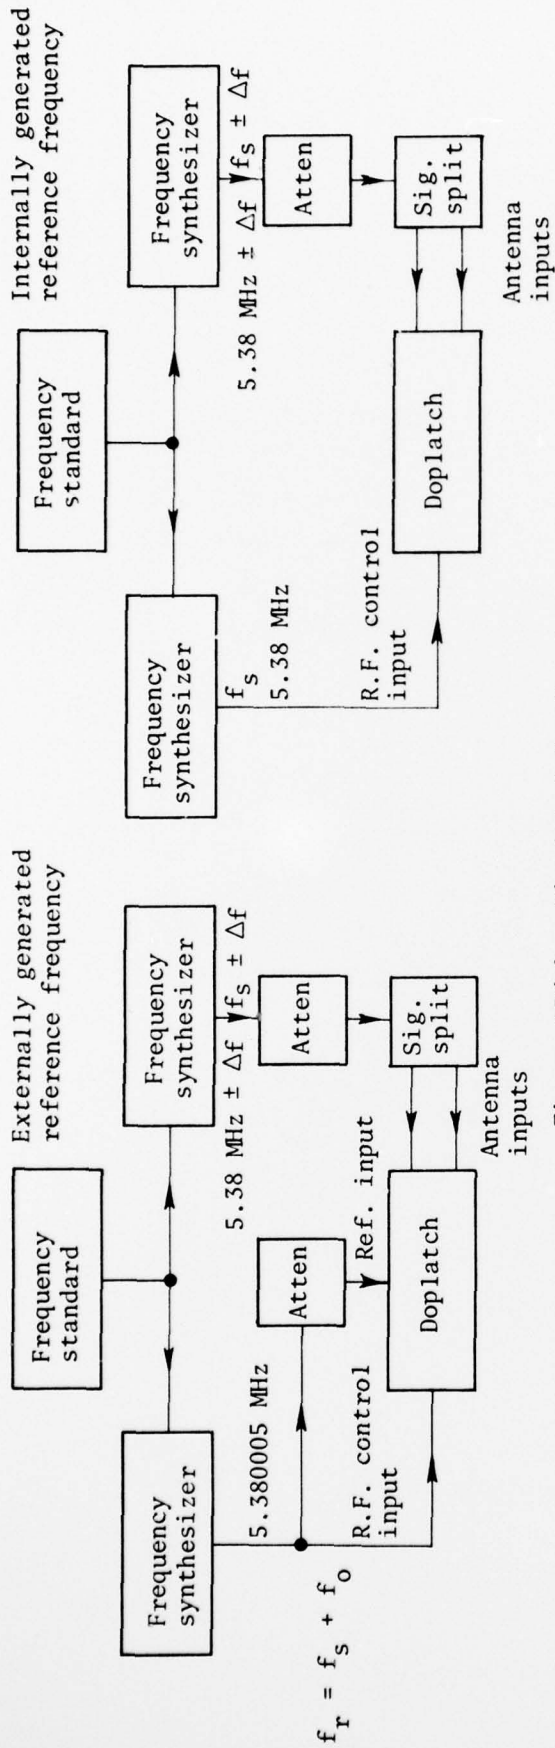 Externally generated
reference frequency
Frequency
standard
Frequency
synthesizer
Frequency
synthesizer
5.380005 MHz
5.38 MHz ± Δf
f_s ± Δf
Atten
Atten
f_r = f_s + f_o
R.F. control
input
Ref. input
Doplatch
Sig.
split
Antenna
inputs
Internally generated
reference frequency
Frequency
standard
Frequency
synthesizer
Frequency
synthesizer
f_s
5.38 MHz
5.38 MHz ± Δf
f_s ± Δf
Atten
R.F. control
input
Doplatch
Sig.
split
Antenna
inputs